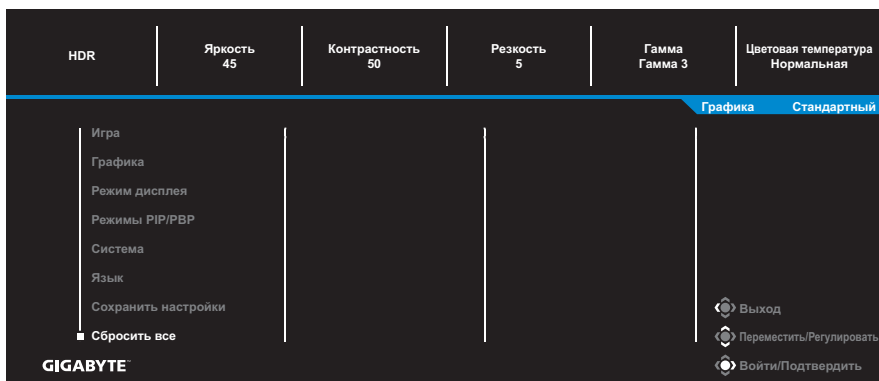 HDR
Яркость
45
Контрастность
50
Резкость
5
Гамма
Гамма 3
Цветовая температура
Нормальная
Графика Стандартный
Игра
Графика
Режим дисплея
Режимы PIP/PBP
Система
Язык
Сохранить настройки
Сбросить все
Выход
Переместить/Регулировать
Войти/Подтвердить
GIGABYTE™